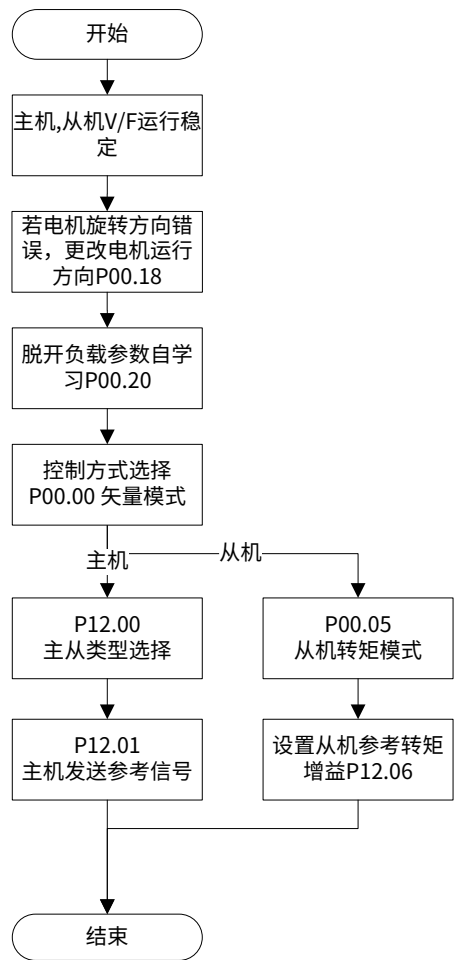 开始
主机,从机V/F运行稳
定
若电机旋转方向错
误，更改电机运行
方向P00.18
脱开负载参数自学
习P00.20
控制方式选择
P00.00 矢量模式
主机
从机
P12.00
主从类型选择
P00.05
从机转矩模式
P12.01
主机发送参考信号
设置从机参考转矩
增益P12.06
结束